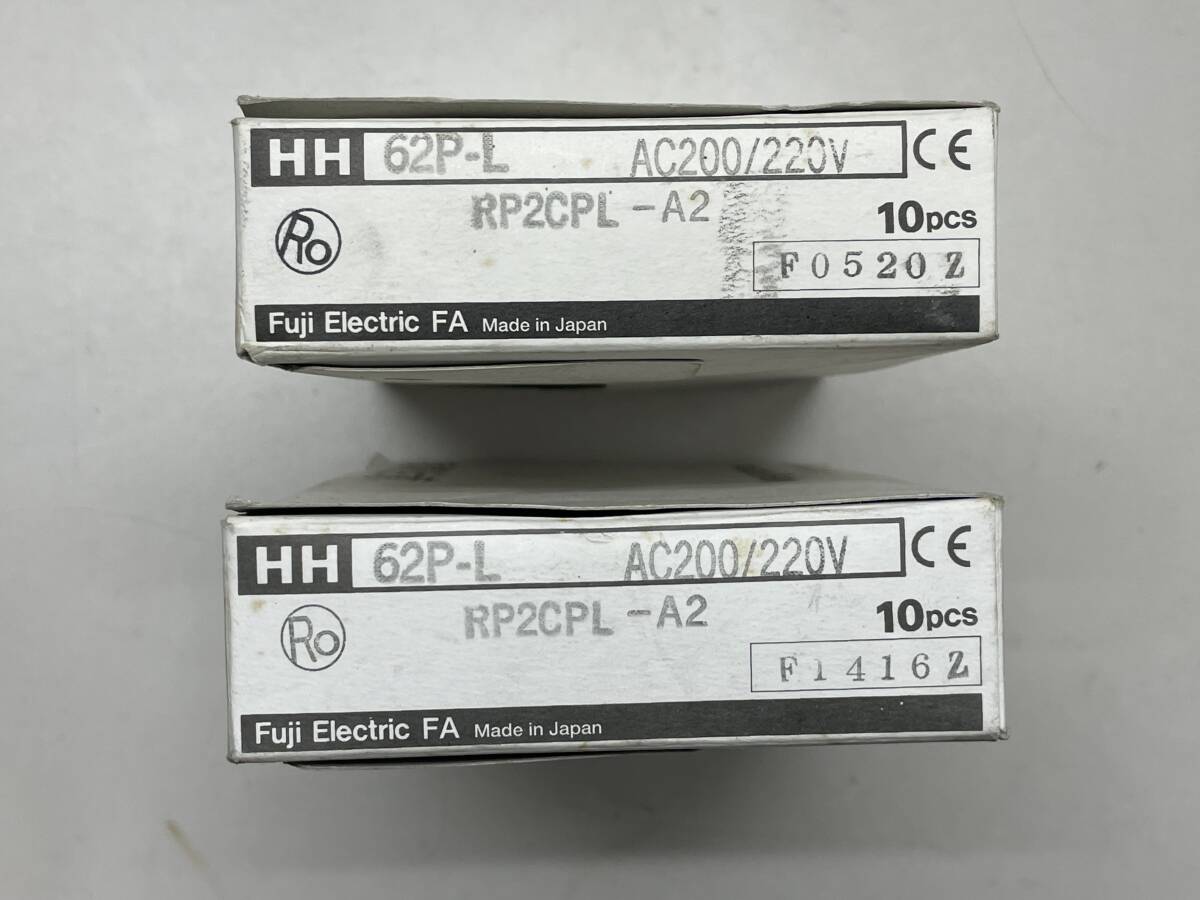 HH 62P-L AC200/220V CE
RP2CPL-A2
Ro
10pcs
F0520Z
Fuji Electric FA Made in Japan
HH 62P-L AC200/220V CE
RP2CPL-A2
Ro
10pcs
F1416Z
Fuji Electric FA Made in Japan